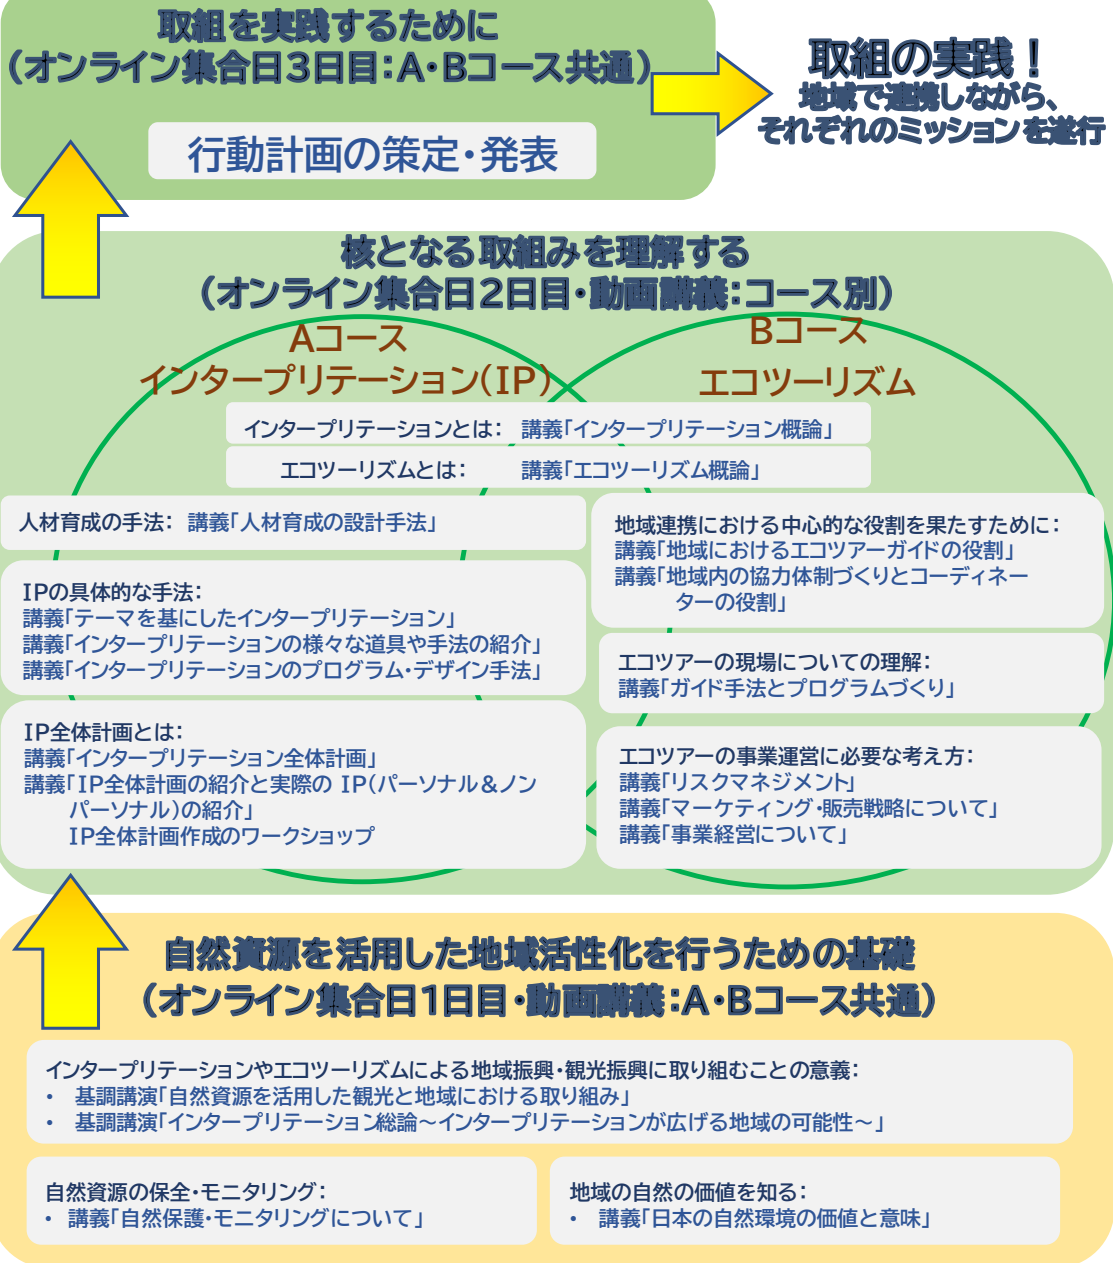 取組を実践するために
（オンライン集合日3日目：A・Bコース共通）
行動計画の策定・発表
取組の実践！
地域で連携しながら、
それぞれのミッションを遂行
核となる取組みを理解する
（オンライン集合日2日目・動画講義：コース別）
Aコース
インタープリテーション（IP）
Bコース
エコツーリズム
インタープリテーションとは： 講義「インタープリテーション概論」
エコツーリズムとは： 講義「エコツーリズム概論」
人材育成の手法： 講義「人材育成の設計手法」
IPの具体的な手法：
講義「テーマを基にしたインタープリテーション」
講義「インタープリテーションの様々な道具や手法の紹介」
講義「インタープリテーションのプログラム・デザイン手法」
IP全体計画とは：
講義「インタープリテーション全体計画」
講義「IP全体計画の紹介と実際の IP（パーソナル＆ノン
パーソナル）の紹介」
IP全体計画作成のワークショップ
地域連携における中心的な役割を果たすために：
講義「地域におけるエコツアーガイドの役割」
講義「地域内の協力体制づくりとコーディネー
ターの役割」
エコツアーの現場についての理解：
講義「ガイド手法とプログラムづくり」
エコツアーの事業運営に必要な考え方：
講義「リスクマネジメント」
講義「マーケティング・販売戦略について」
講義「事業経営について」
自然資源を活用した地域活性化を行うための基礎
（オンライン集合日1日目・動画講義：A・Bコース共通）
インタープリテーションやエコツーリズムによる地域振興・観光振興に取り組むことの意義：
• 基調講演「自然資源を活用した観光と地域における取り組み」
• 基調講演「インタープリテーション総論～インタープリテーションが広げる地域の可能性～」
自然資源の保全・モニタリング：
• 講義「自然保護・モニタリングについて」
地域の自然の価値を知る：
• 講義「日本の自然環境の価値と意味」